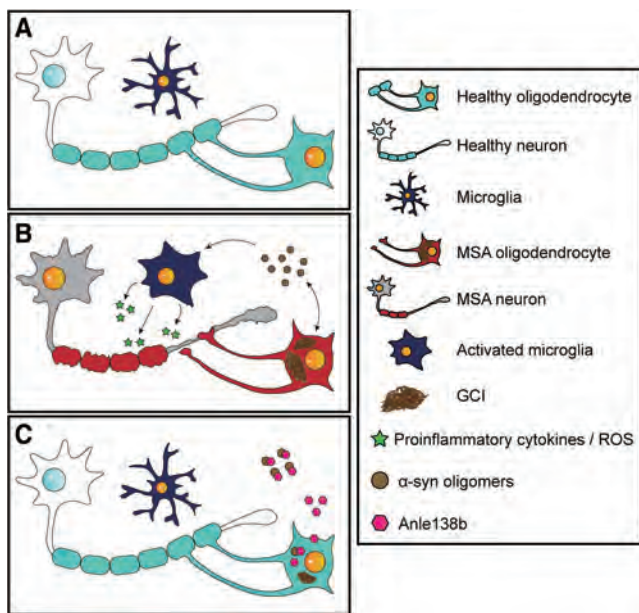 A
B
C
Healthy oligodendrocyte
Healthy neuron
Microglia
MSA oligodendrocyte
MSA neuron
Activated microglia
GCI
Proinflammatory cytokines / ROS
α-syn oligomers
Anle138b